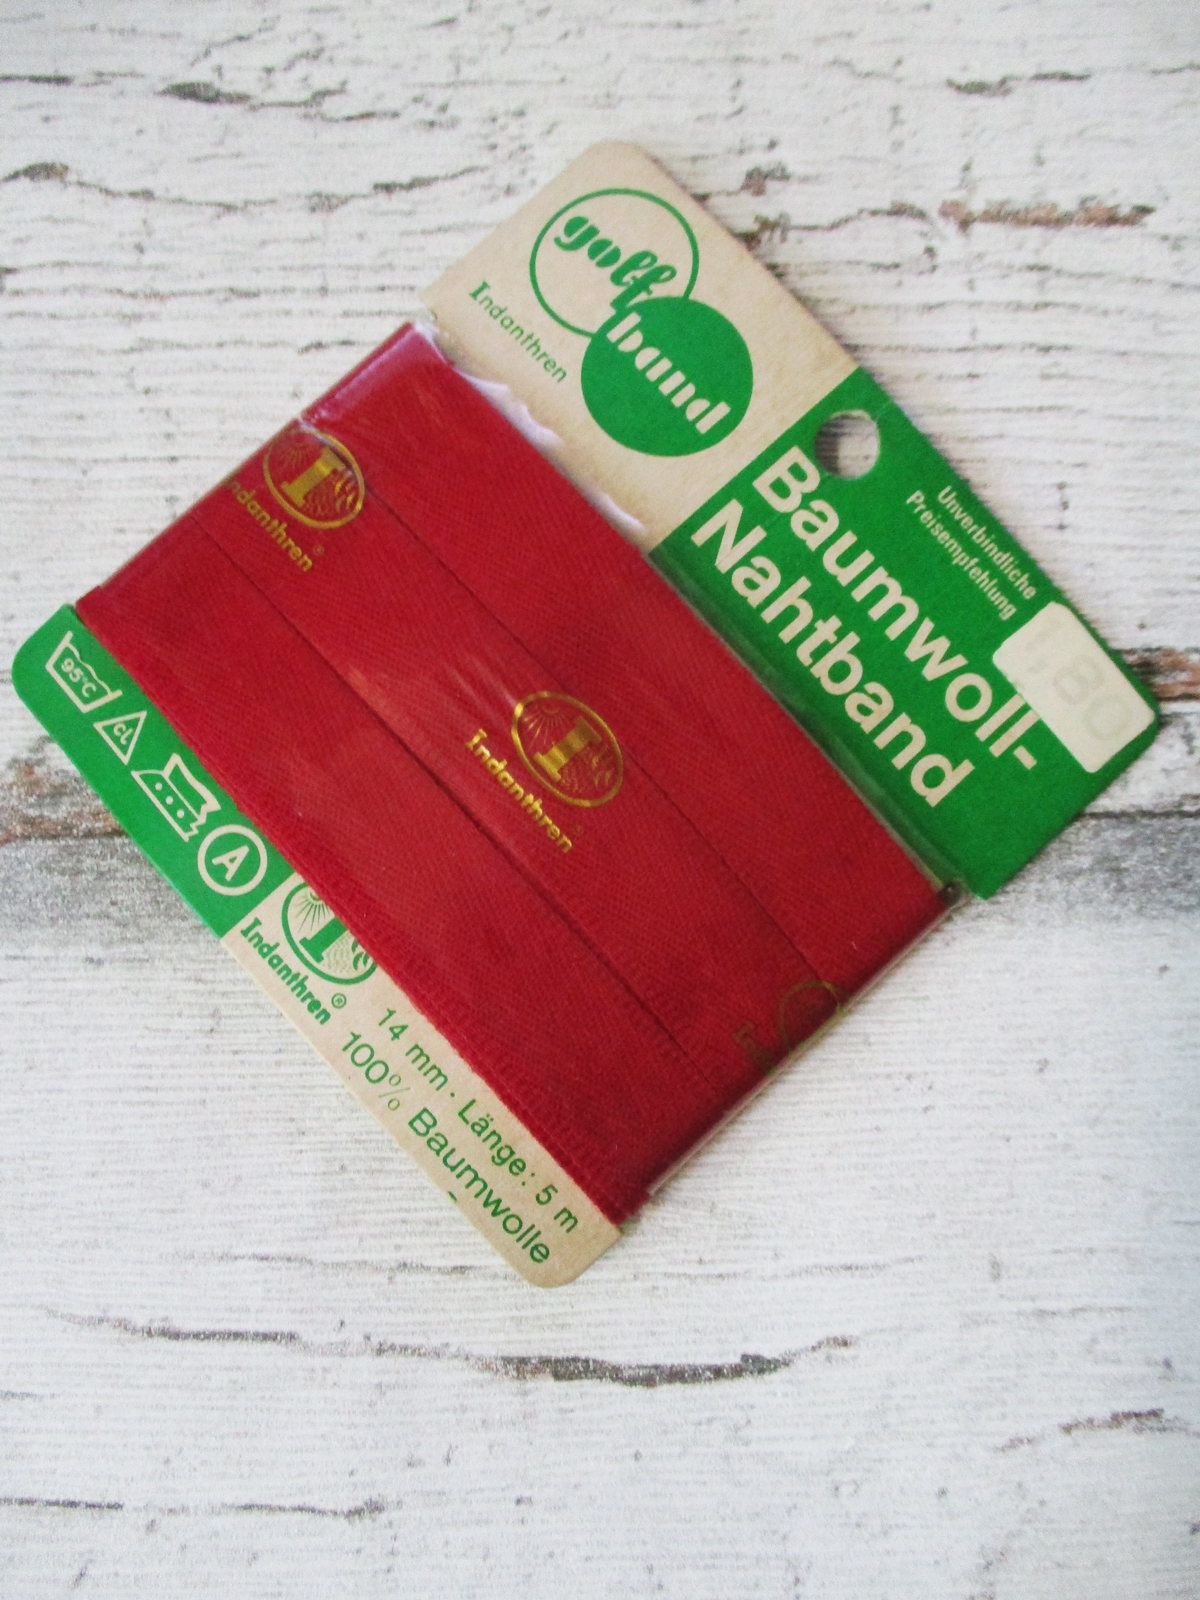 golf
band
Indanthren
Unverbindliche
Preisempfehlung
1,80
Baumwoll-
Nahtband
I
Indanthren®
I
Indanthren®
95°C
cl
A
I
Indanthren®
14 mm · Länge: 5 m
100% Baumwolle